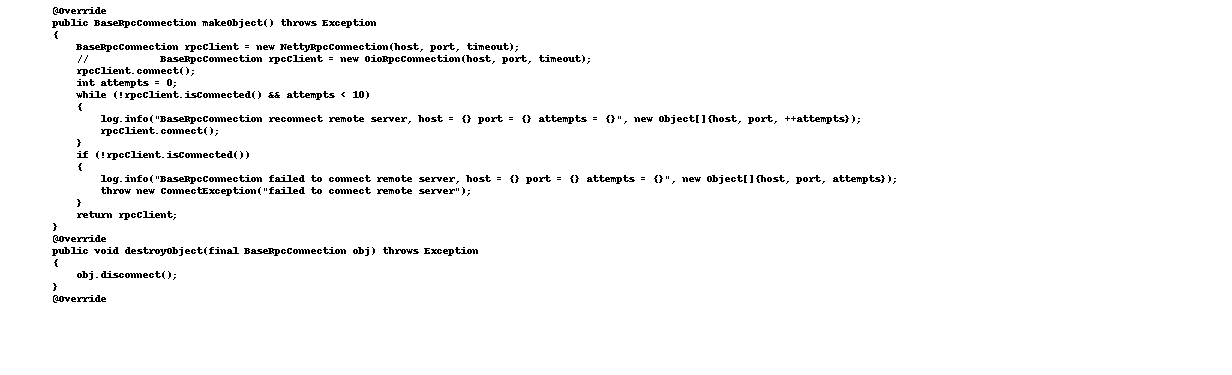 @Override
public BaseRpcConnection makeObject() throws Exception
{
    BaseRpcConnection rpcClient = new NettyRpcConnection(host, port, timeout);
    //            BaseRpcConnection rpcClient = new OioRpcConnection(host, port, timeout);
    rpcClient.connect();
    int attempts = 0;
    while (!rpcClient.isConnected() && attempts < 10)
    {
        log.info("BaseRpcConnection reconnect remote server, host = {} port = {} attempts = {}", new Object[]{host, port, ++attempts});
        rpcClient.connect();
    }
    if (!rpcClient.isConnected())
    {
        log.info("BaseRpcConnection failed to connect remote server, host = {} port = {} attempts = {}", new Object[]{host, port, attempts});
        throw new ConnectException("failed to connect remote server");
    }
    return rpcClient;
}
@Override
public void destroyObject(final BaseRpcConnection obj) throws Exception
{
    obj.disconnect();
}
@Override